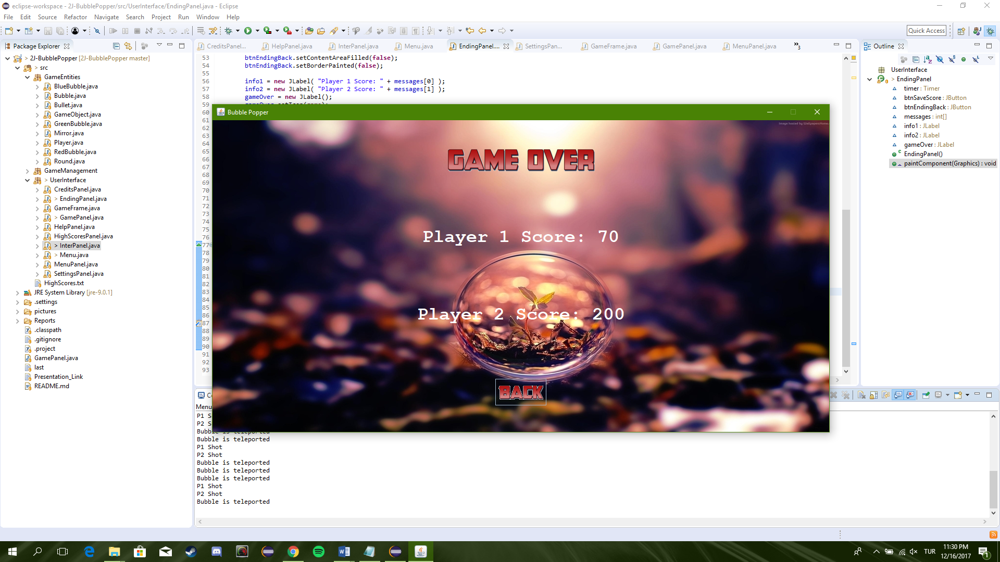 eclipse-workspace - 2J-BubblePopper/src/UserInterface/EndingPanel.java - Eclipse
File Edit Source Refactor Navigate Search Project Run Window Help
Quick Access
Package Explorer
> 2J-BubblePopper [2J-BubblePopper master]
> src
GameEntities
BlueBubble.java
Bubble.java
Bullet.java
GameObject.java
GreenBubble.java
Mirror.java
Player.java
RedBubble.java
Round.java
GameManagement
> UserInterface
CreditsPanel.java
> EndingPanel.java
GameFrame.java
> GamePanel.java
HelpPanel.java
HighScoresPanel.java
> InterPanel.java
> Menu.java
MenuPanel.java
SettingsPanel.java
HighScores.txt
JRE System Library [jre-9.0.1]
.settings
pictures
Reports
.classpath
.gitignore
.project
GamePanel.java
last
Presentation_Link
README.md
CreditsPanel... HelpPanel.java InterPanel.java Menu.java EndingPanel.... SettingsPan... GameFrame.java GamePanel.java MenuPanel.java »3
53 btnEndingBack.setContentAreaFilled(false);
54 btnEndingBack.setBorderPainted(false);
55
56 info1 = new JLabel( "Player 1 Score: " + messages[0] );
57 info2 = new JLabel( "Player 2 Score: " + messages[1] );
58 gameOver = new JLabel();
59
60
61
62
63
64
65
66
67
68
69
70
71
72
73
74
75
76
77
78
79
80
81
82
83
84
85
86
87
88
89
90
91
92
93
Bubble Popper
GAME OVER
Player 1 Score: 70
Player 2 Score: 200
BACK
Outline
UserInterface
> EndingPanel
timer : Timer
btnSaveScore : JButton
btnEndingBack : JButton
messages : int[]
info1 : JLabel
info2 : JLabel
gameOver : JLabel
EndingPanel()
paintComponent(Graphics) : void
Menu
P1 S
P2 S
Bubble is teleported
Bubble is teleported
P1 Shot
P2 Shot
Bubble is teleported
Bubble is teleported
Bubble is teleported
P1 Shot
P2 Shot
Bubble is teleported
TUR
11:30 PM
12/16/2017
1